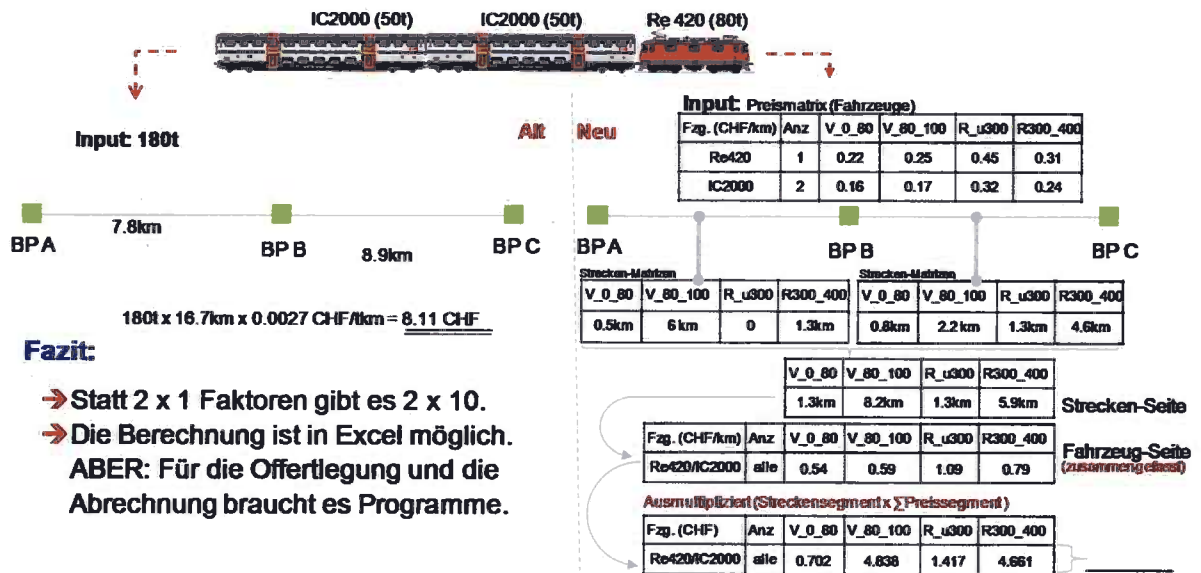 IC2000 (50t) IC2000 (50t) Re 420 (80t)
Input: 180t
Alt Neu
Input: Preismatrix (Fahrzeuge)
Fzg. (CHF/km) Anz V_0_80 V_80_100 R_u300 R300_400
Re420 1 0.22 0.25 0.45 0.31
IC2000 2 0.16 0.17 0.32 0.24
7.8km
BP A BP B 8.9km BP C
BP A BP B BP C
Strecken-Matrizen Strecken-Matrizen
V_0_80 V_80_100 R_u300 R300_400 V_0_80 V_80_100 R_u300 R300_400
0.5km 6 km 0 1.3km 0.8km 2.2 km 1.3km 4.6km
180t x 16.7km x 0.0027 CHF/tkm = 8.11 CHF
Fazit:
→ Statt 2 x 1 Faktoren gibt es 2 x 10.
→ Die Berechnung ist in Excel möglich.
ABER: Für die Offertlegung und die
Abrechnung braucht es Programme.
V_0_80 V_80_100 R_u300 R300_400
1.3km 8.2km 1.3km 5.9km Strecken-Seite
Fzg. (CHF/km) Anz V_0_80 V_80_100 R_u300 R300_400
Re420/IC2000 alle 0.54 0.59 1.09 0.79
Fahrzeug-Seite
(zusammengefasst)
Ausmultipliziert (Streckensegment x ∑Preissegment)
Fzg. (CHF) Anz V_0_80 V_80_100 R_u300 R300_400
Re420/IC2000 alle 0.702 4.838 1.417 4.661